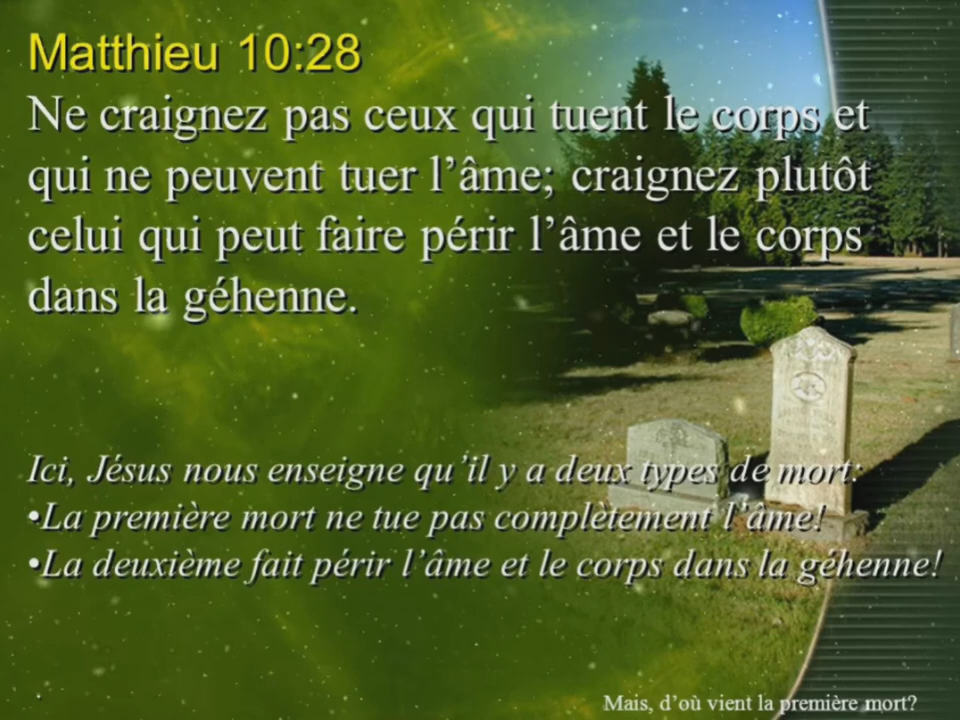 Matthieu 10:28
Ne craignez pas ceux qui tuent le corps et
qui ne peuvent tuer l’âme; craignez plutôt
celui qui peut faire périr l’âme et le corps
dans la géhenne.
Ici, Jésus nous enseigne qu’il y a deux types de mort:
•La première mort ne tue pas complètement l’âme!
•La deuxième fait périr l’âme et le corps dans la géhenne!
Mais, d’où vient la première mort?